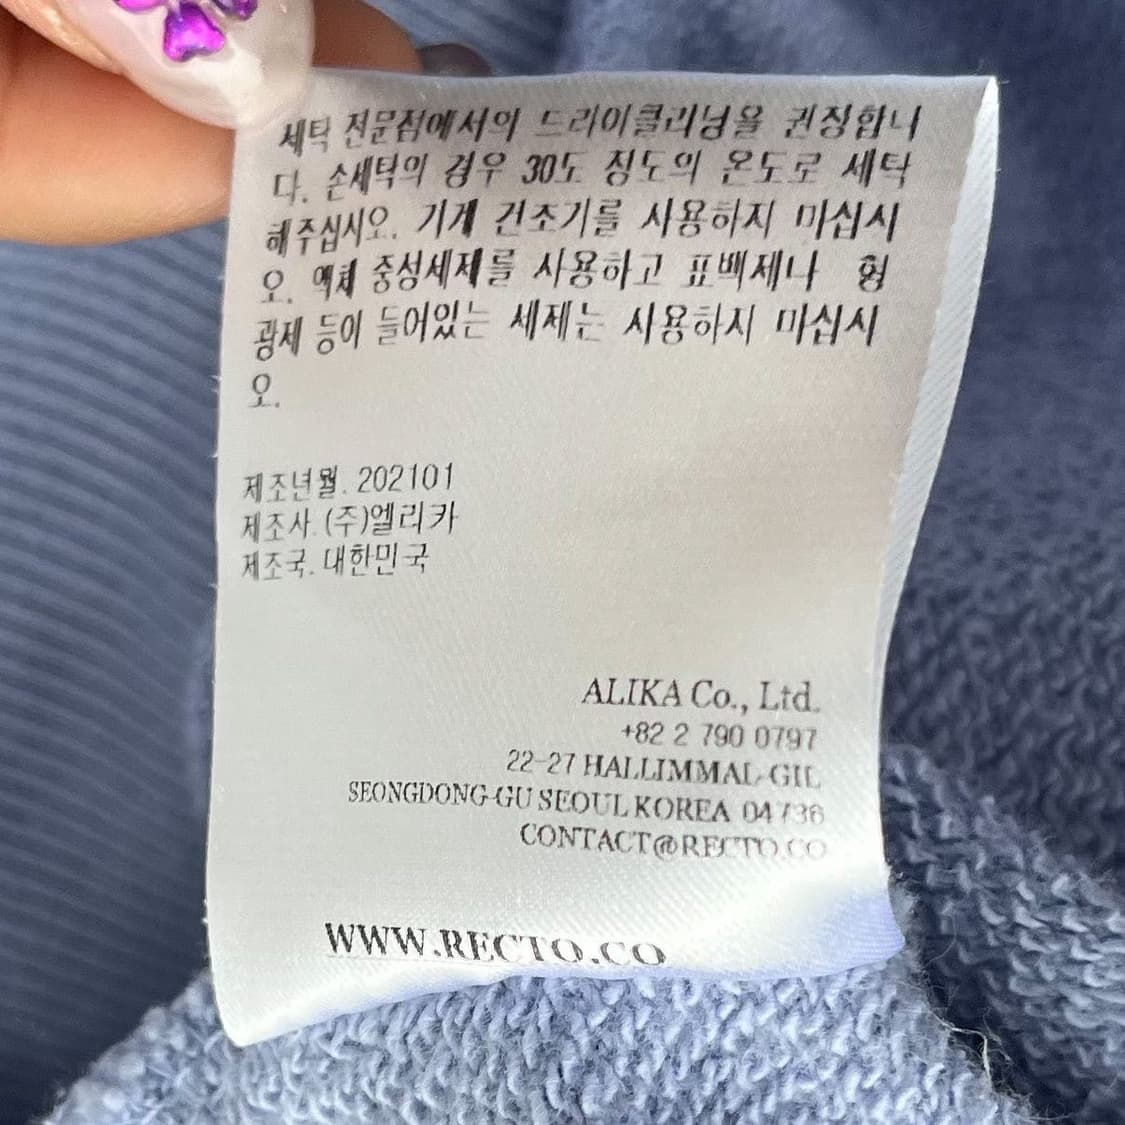 세탁 전문점에서의 드라이클리닝을 권장합니
다. 손세탁의 경우 30도 정도의 온도로 세탁
해주십시오. 기계 건조기를 사용하지 마십시
오. 액체 중성세제를 사용하고 표백제나 형
광제 등이 들어있는 세제는 사용하지 마십시
오.
제조년월. 202101
제조사. (주)엘리카
제조국. 대한민국
ALIKA Co., Ltd.
+82 2 790 0797
22-27 HALLIMMAL-GIL
SEONGDONG-GU SEOUL KOREA 04736
CONTACT@RECTO.CO
WWW.RECTO.CO